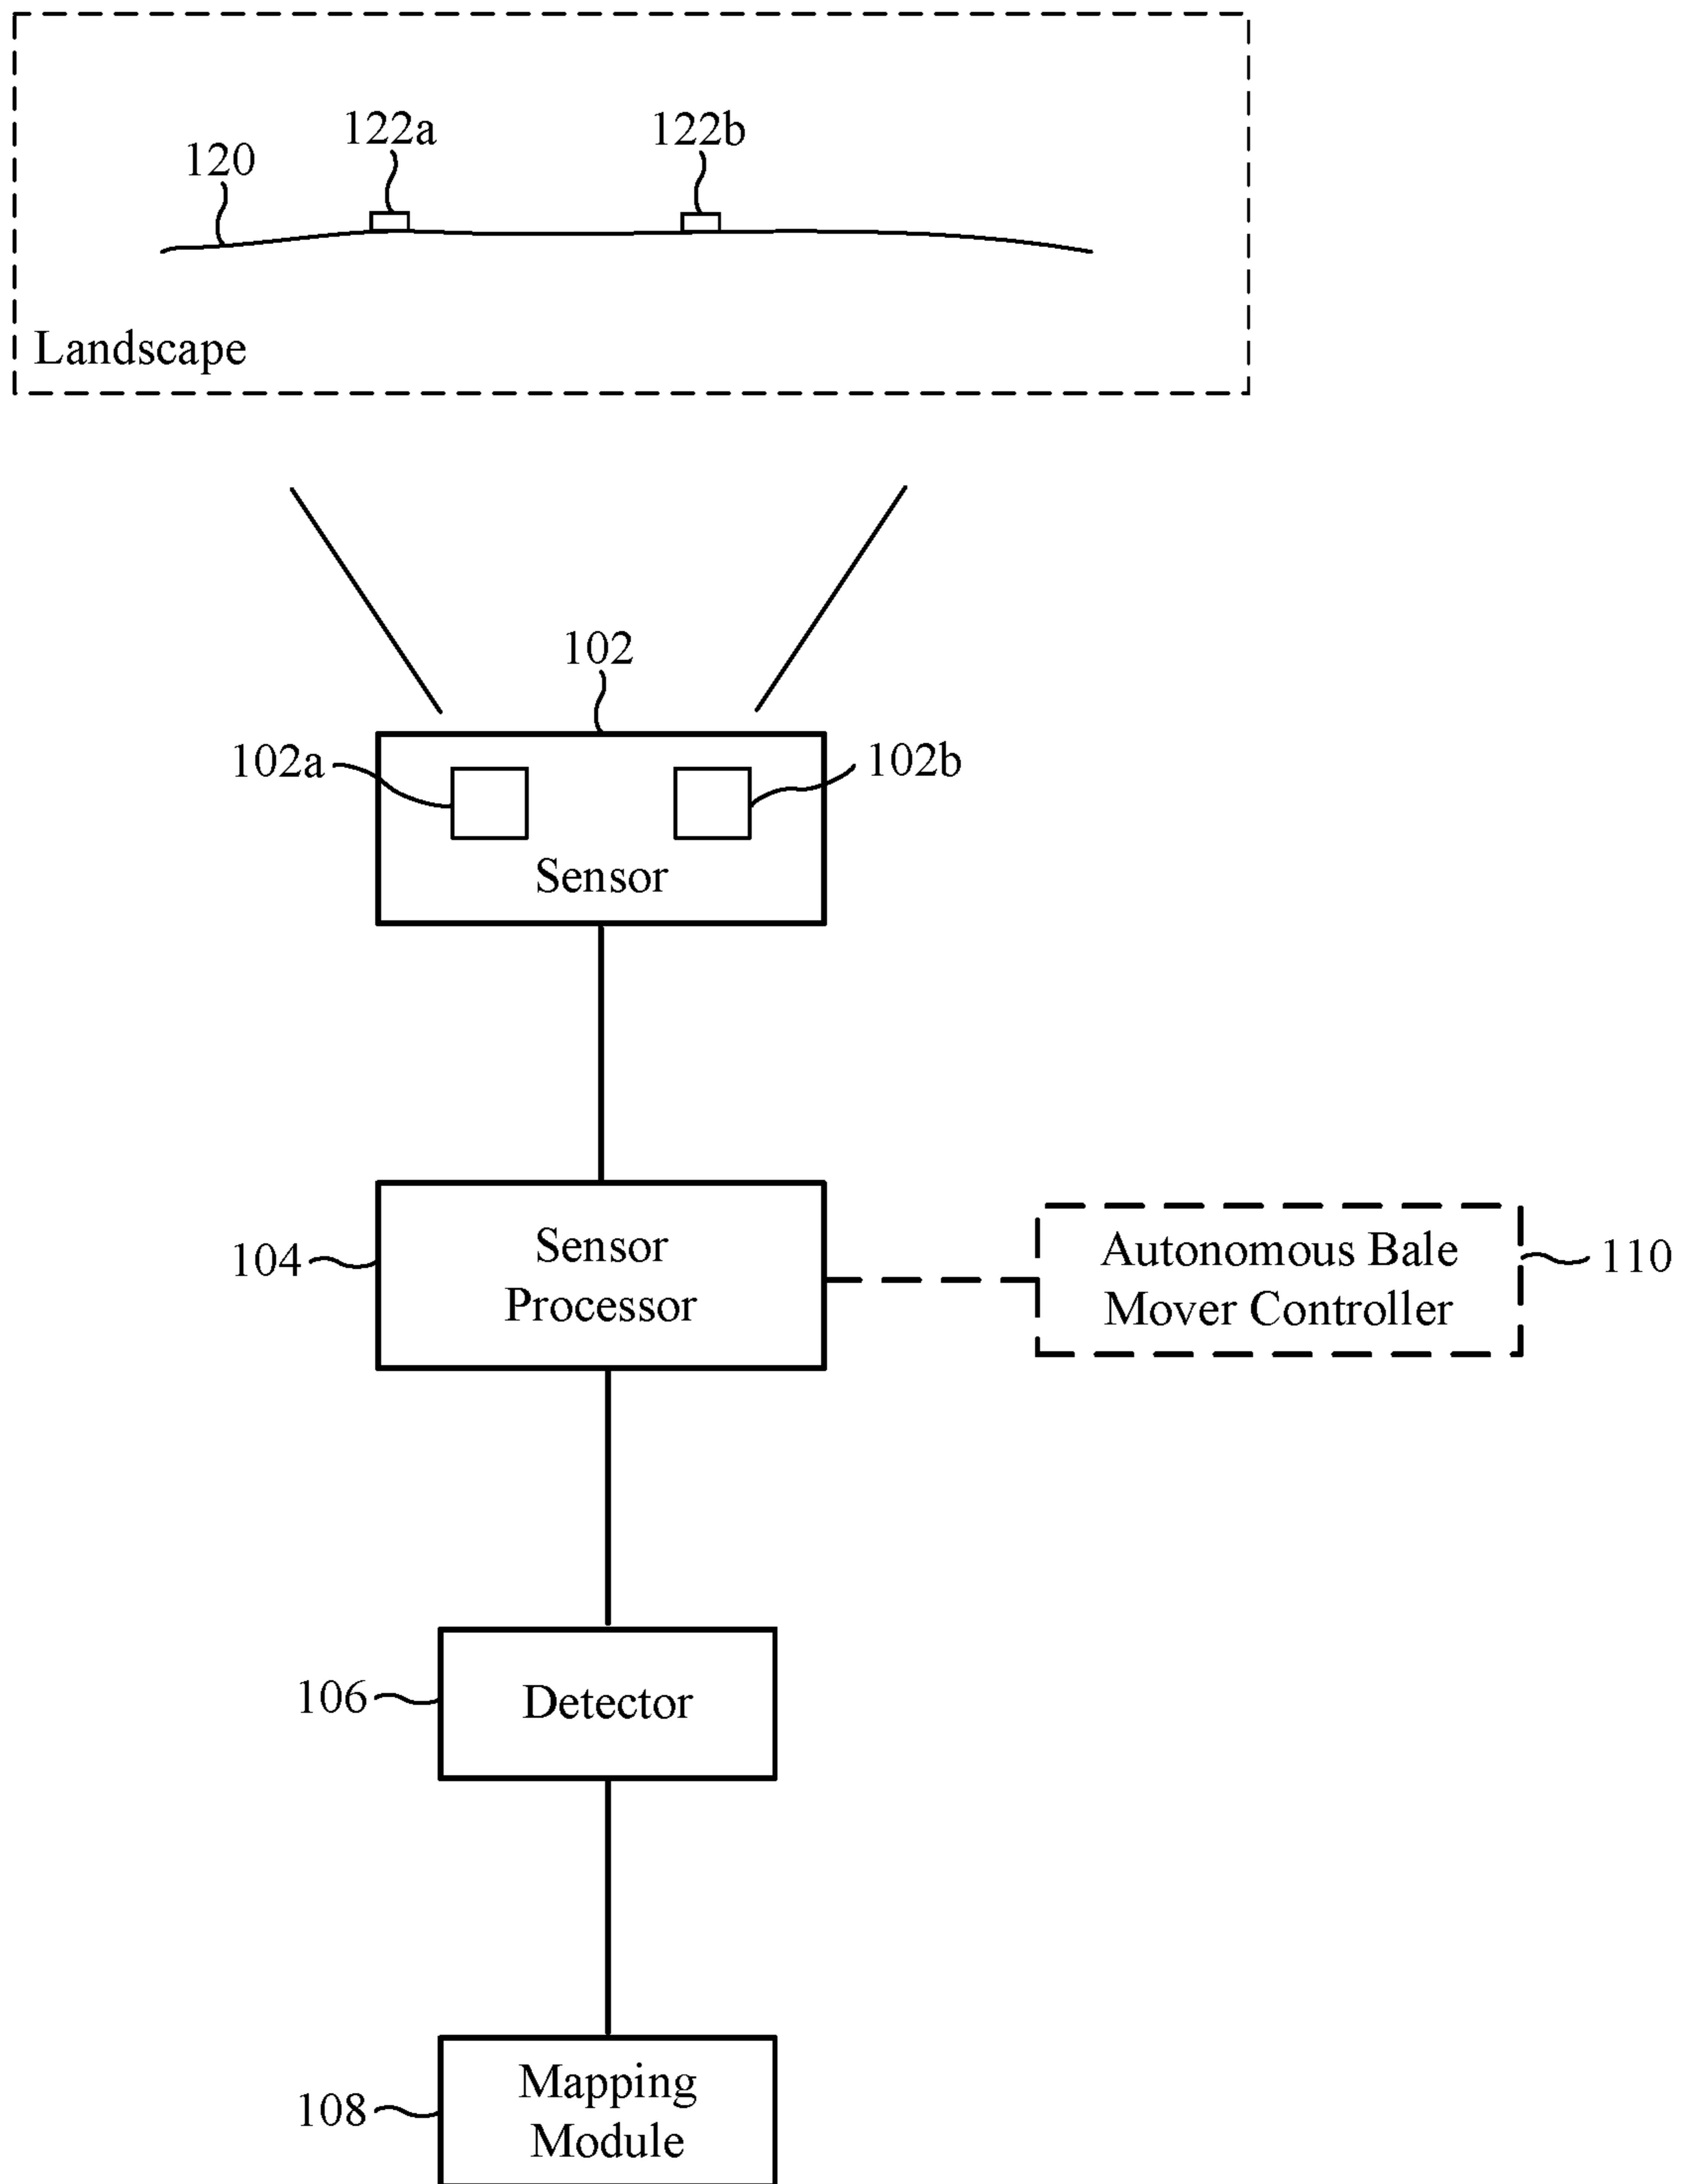 122a
122b
120
Landscape
102
102a
102b
Sensor
104
Sensor
Processor
Autonomous Bale
Mover Controller
110
106
Detector
108
Mapping
Module